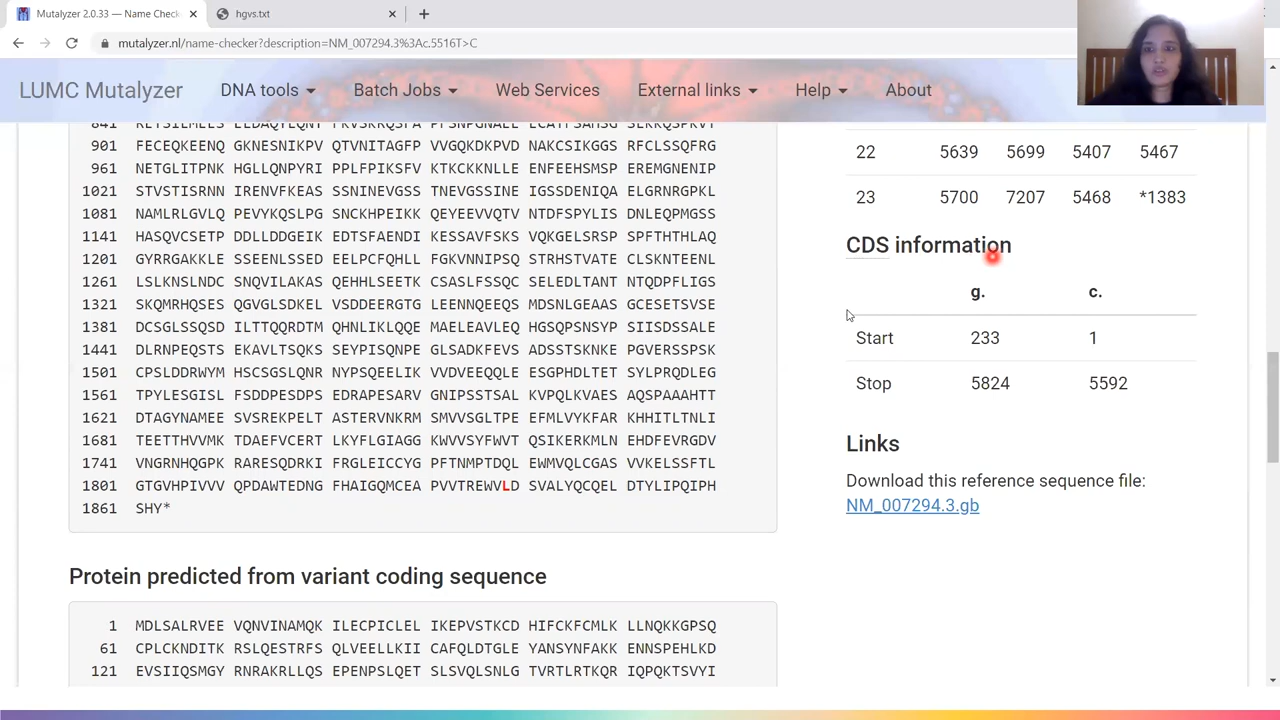 Mutalyzer 2.0.33 — Name Check
hgvs.txt
mutalyzer.nl/name-checker?description=NM_007294.3%3Ac.5516T>C
LUMC Mutalyzer
DNA tools
Batch Jobs
Web Services
External links
Help
About
901 FECEQKEENQ GKNESNIKPV QTVNITAGFP VVGQKDKPVD NAKCSIKGGS RFCLSSQFRG
961 NETGLITPNK HGLLQNPYRI PPLFPIKSFV KTKCKKNLLE ENFEEHSMSP EREMGNENIP
1021 STVSTISRNN IRENVFKEAS SSNINEVGSS TNEVGSSINE IGSSDENIQA ELGRNRGPKL
1081 NAMLRLGVLQ PEVYKQSLPG SNCKHPEIKK QEYEEVVQTV NTDFSPYLIS DNLEQPMGSS
1141 HASQVCSETP DDLLDDGEIK EDTSFAENDI KESSAVFSKS VQKGELSRSP SPFTHTHLAQ
1201 GYRRGAKKLE SSEENLSSED EELPCFQHLL FGKVNNIPSQ STRHSTVATE CLSKNTEENL
1261 LSLKNSLNDC SNQVILAKAS QEHHLSEETK CSASLFSSQC SELEDLTANT NTQDPFLIGS
1321 SKQMRHQSES QGVGLSDKEL VSDDEERGTG LEENNQEEQS MDSNLGEAAS GCESETSVSE
1381 DCSGLSSQSD ILTTQQRDTM QHNLIKLQQE MAELEAVLEQ HGSQPSNSYP SIISDSSALE
1441 DLRNPEQSTS EKAVLTSQKS SEYPISQNPE GLSADKFEVS ADSSTSKNKE PGVERSSPSK
1501 CPSLDDRWYM HSCSGSLQNR NYPSQEELIK VVDVEEQQLE ESGPHDLTET SYLPRQDLEG
1561 TPYLESGISL FSDDPESDPS EDRAPESARV GNIPSSTSAL KVPQLKVAES AQSPAAAHTT
1621 DTAGYNAMEE SVSREKPELT ASTERVNKRM SMVVSGLTPE EFMLVYKFAR KHHITLTNLI
1681 TEETTHVVMK TDAEFVCERT LKYFLGIAGG KWVVSYFWVT QSIKERKMLN EHDFEVRGDV
1741 VNGRNHQGPK RARESQDRKI FRGLEICCYG PFTNMPTDQL EWMVQLCGAS VVKELSSFTL
1801 GTGVHPIVVV QPDAWTEDNG FHAIGQMCEA PVVTREWVLD SVALYQCQEL DTYLIPQIPH
1861 SHY*
Protein predicted from variant coding sequence
1 MDLSALRVEE VQNVINAMQK ILECPICLEL IKEPVSTKCD HIFCKFCMLK LLNQKKGPSQ
61 CPLCKNDITK RSLQESTRFS QLVEELLKII CAFQLDTGLE YANSYNFAKK ENNSPEHLKD
121 EVSIIQSMGY RNRAKRLLQS EPENPSLQET SLSVQLSNLG TVRTLRTKQR IQPQKTSVYI
22 5639 5699 5407 5467
23 5700 7207 5468 *1383
CDS information
g. c.
Start 233 1
Stop 5824 5592
Links
Download this reference sequence file:
NM_007294.3.gb